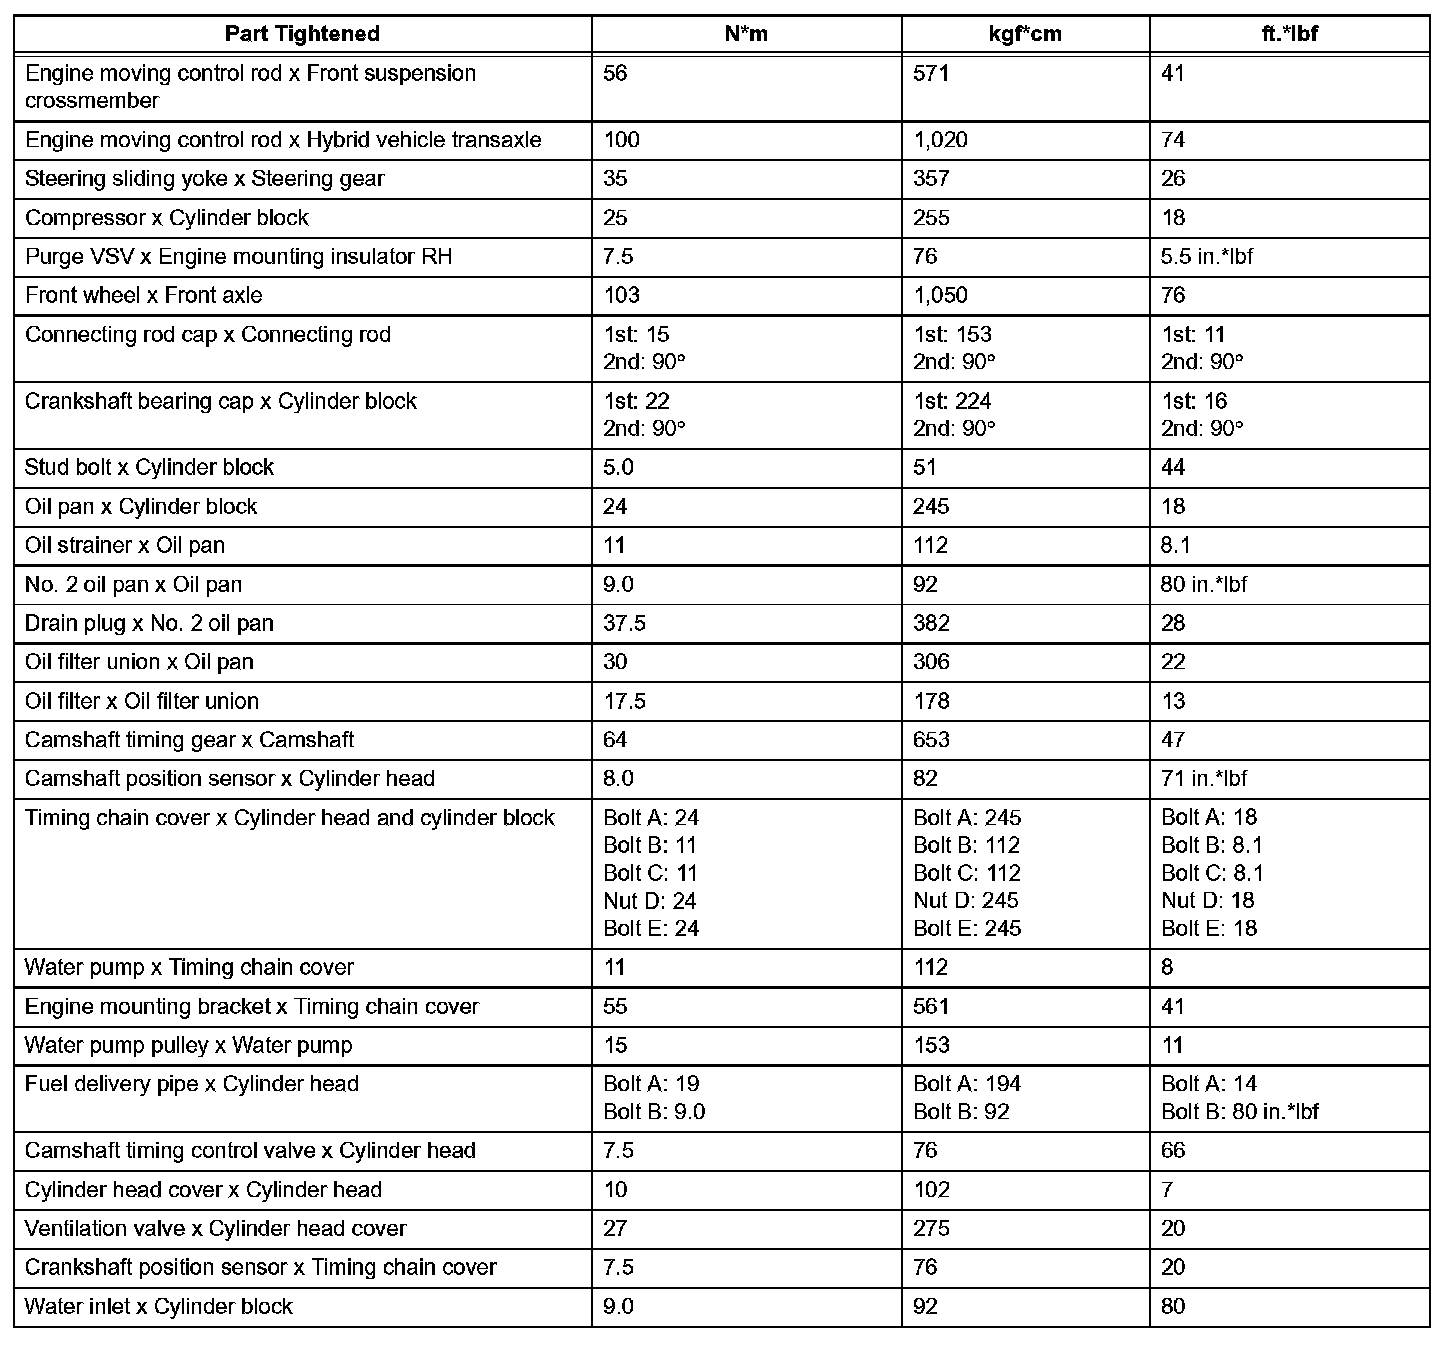 Part Tightened N*m kgf*cm ft.*lbf
Engine moving control rod x Front suspension 56 571 41
crossmember
Engine moving control rod x Hybrid vehicle transaxle 100 1,020 74
Steering sliding yoke x Steering gear 35 357 26
Compressor x Cylinder block 25 255 18
Purge VSV x Engine mounting insulator RH 7.5 76 5.5 in.*lbf
Front wheel x Front axle 103 1,050 76
Connecting rod cap x Connecting rod 1st: 15 1st: 153 1st: 11
2nd: 90° 2nd: 90° 2nd: 90°
Crankshaft bearing cap x Cylinder block 1st: 22 1st: 224 1st: 16
2nd: 90° 2nd: 90° 2nd: 90°
Stud bolt x Cylinder block 5.0 51 44
Oil pan x Cylinder block 24 245 18
Oil strainer x Oil pan 11 112 8.1
No. 2 oil pan x Oil pan 9.0 92 80 in.*lbf
Drain plug x No. 2 oil pan 37.5 382 28
Oil filter union x Oil pan 30 306 22
Oil filter x Oil filter union 17.5 178 13
Camshaft timing gear x Camshaft 64 653 47
Camshaft position sensor x Cylinder head 8.0 82 71 in.*lbf
Timing chain cover x Cylinder head and cylinder block Bolt A: 24 Bolt A: 245 Bolt A: 18
Bolt B: 11 Bolt B: 112 Bolt B: 8.1
Bolt C: 11 Bolt C: 112 Bolt C: 8.1
Nut D: 24 Nut D: 245 Nut D: 18
Bolt E: 24 Bolt E: 245 Bolt E: 18
Water pump x Timing chain cover 11 112 8
Engine mounting bracket x Timing chain cover 55 561 41
Water pump pulley x Water pump 15 153 11
Fuel delivery pipe x Cylinder head Bolt A: 19 Bolt A: 194 Bolt A: 14
Bolt B: 9.0 Bolt B: 92 Bolt B: 80 in.*lbf
Camshaft timing control valve x Cylinder head 7.5 76 66
Cylinder head cover x Cylinder head 10 102 7
Ventilation valve x Cylinder head cover 27 275 20
Crankshaft position sensor x Timing chain cover 7.5 76 20
Water inlet x Cylinder block 9.0 92 80